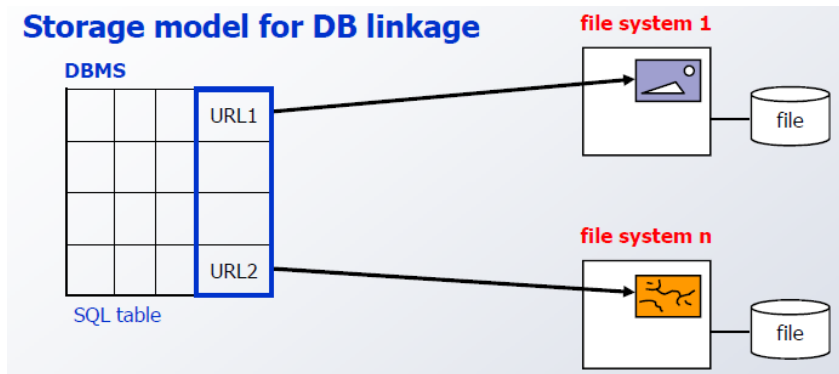 Storage model for DB linkage
file system 1
DBMS
URL1
file
file system n
URL2
SQL table
file